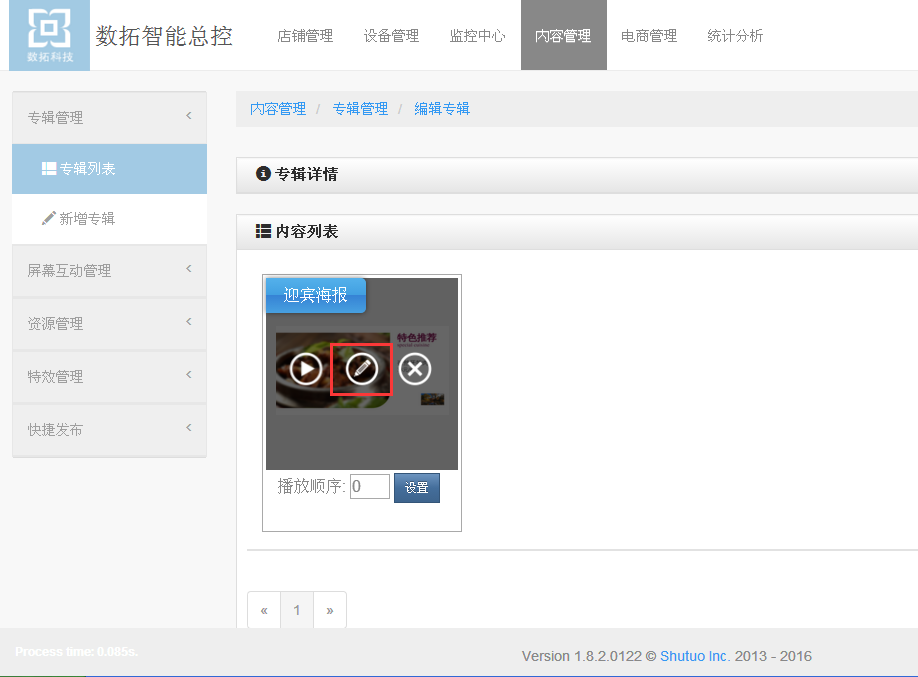 数拓科技
数拓智能总控
店铺管理 设备管理 监控中心 内容管理 电商管理 统计分析
专辑管理
专辑列表
新增专辑
屏幕互动管理
资源管理
特效管理
快捷发布
内容管理 / 专辑管理 / 编辑专辑
专辑详情
内容列表
迎宾海报
特色推荐
播放顺序: 0 设置
« 1 »
Process time: 0.085s.
Version 1.8.2.0122 © Shutuo Inc. 2013 - 2016